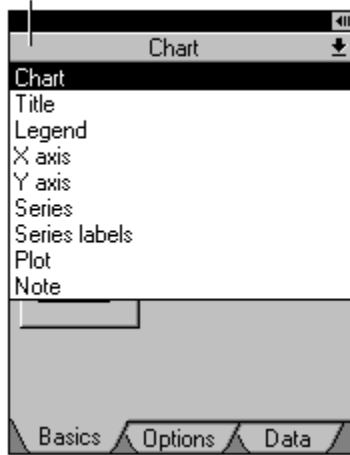 Chart
Chart
Title
Legend
X axis
Y axis
Series
Series labels
Plot
Note
Basics Options Data